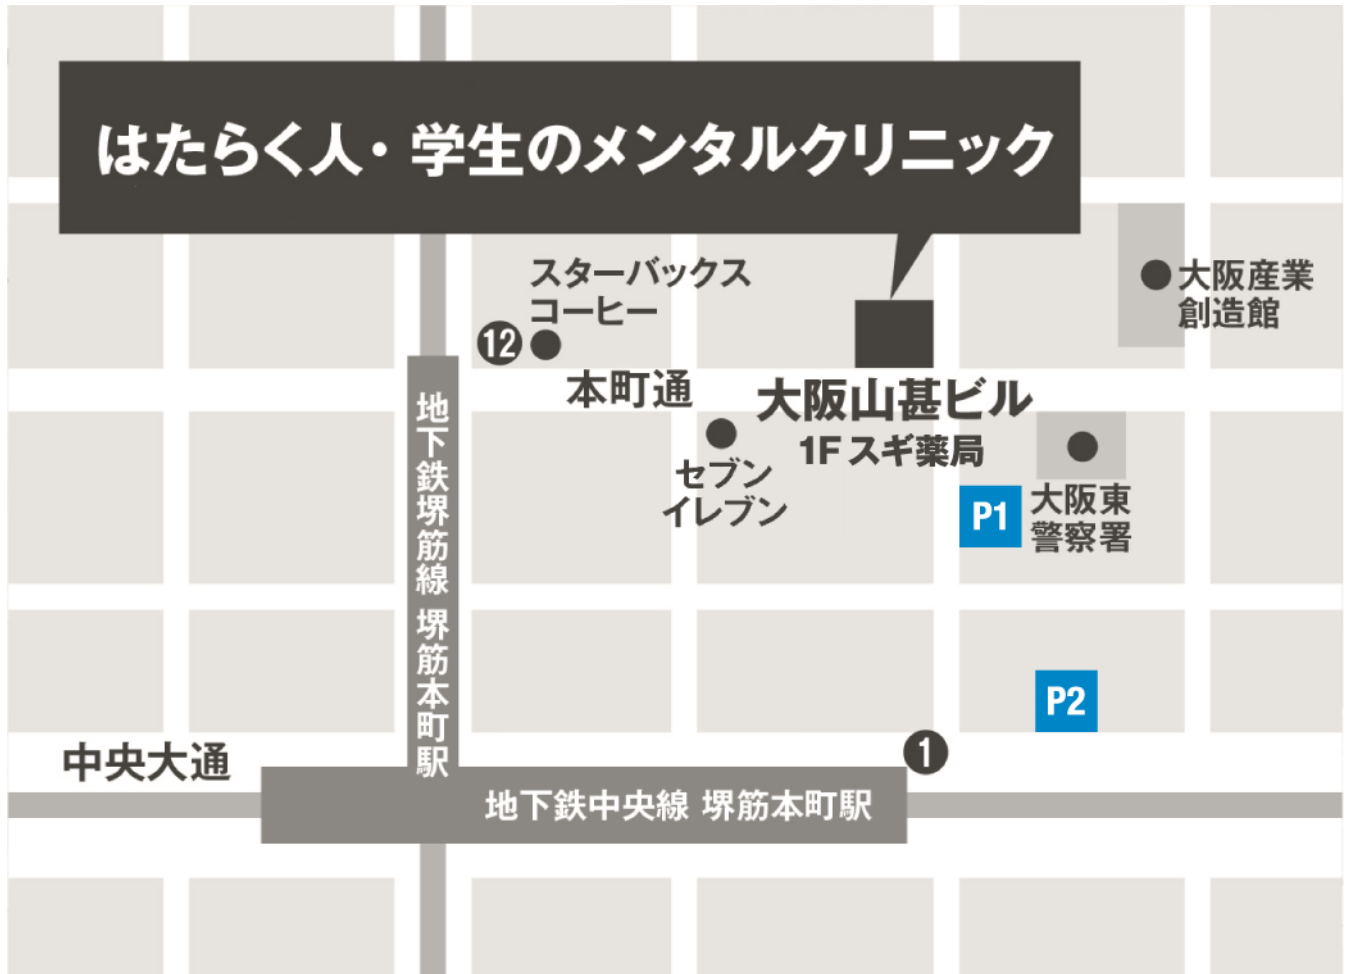 はたらく人・学生のメンタルクリニック
スターバックス
コーヒー
12
本町通
大阪産業
創造館
大阪山甚ビル
1F スギ薬局
セブン
イレブン
P1
大阪東
警察署
地下鉄堺筋線 堺筋本町駅
P2
1
中央大通
地下鉄中央線 堺筋本町駅